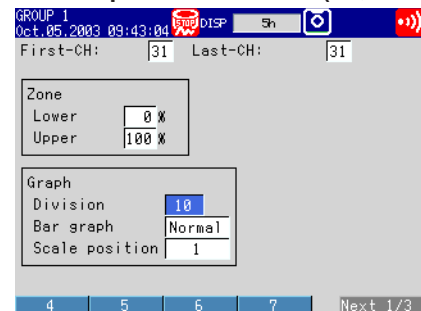 GROUP 1
Oct.05.2003 09:43:04 STOP DISP 5h
First-CH: 31 Last-CH: 31
Zone
Lower 0 %
Upper 100 %
Graph
Division 10
Bar graph Normal
Scale position 1
4 5 6 7 Next 1/3